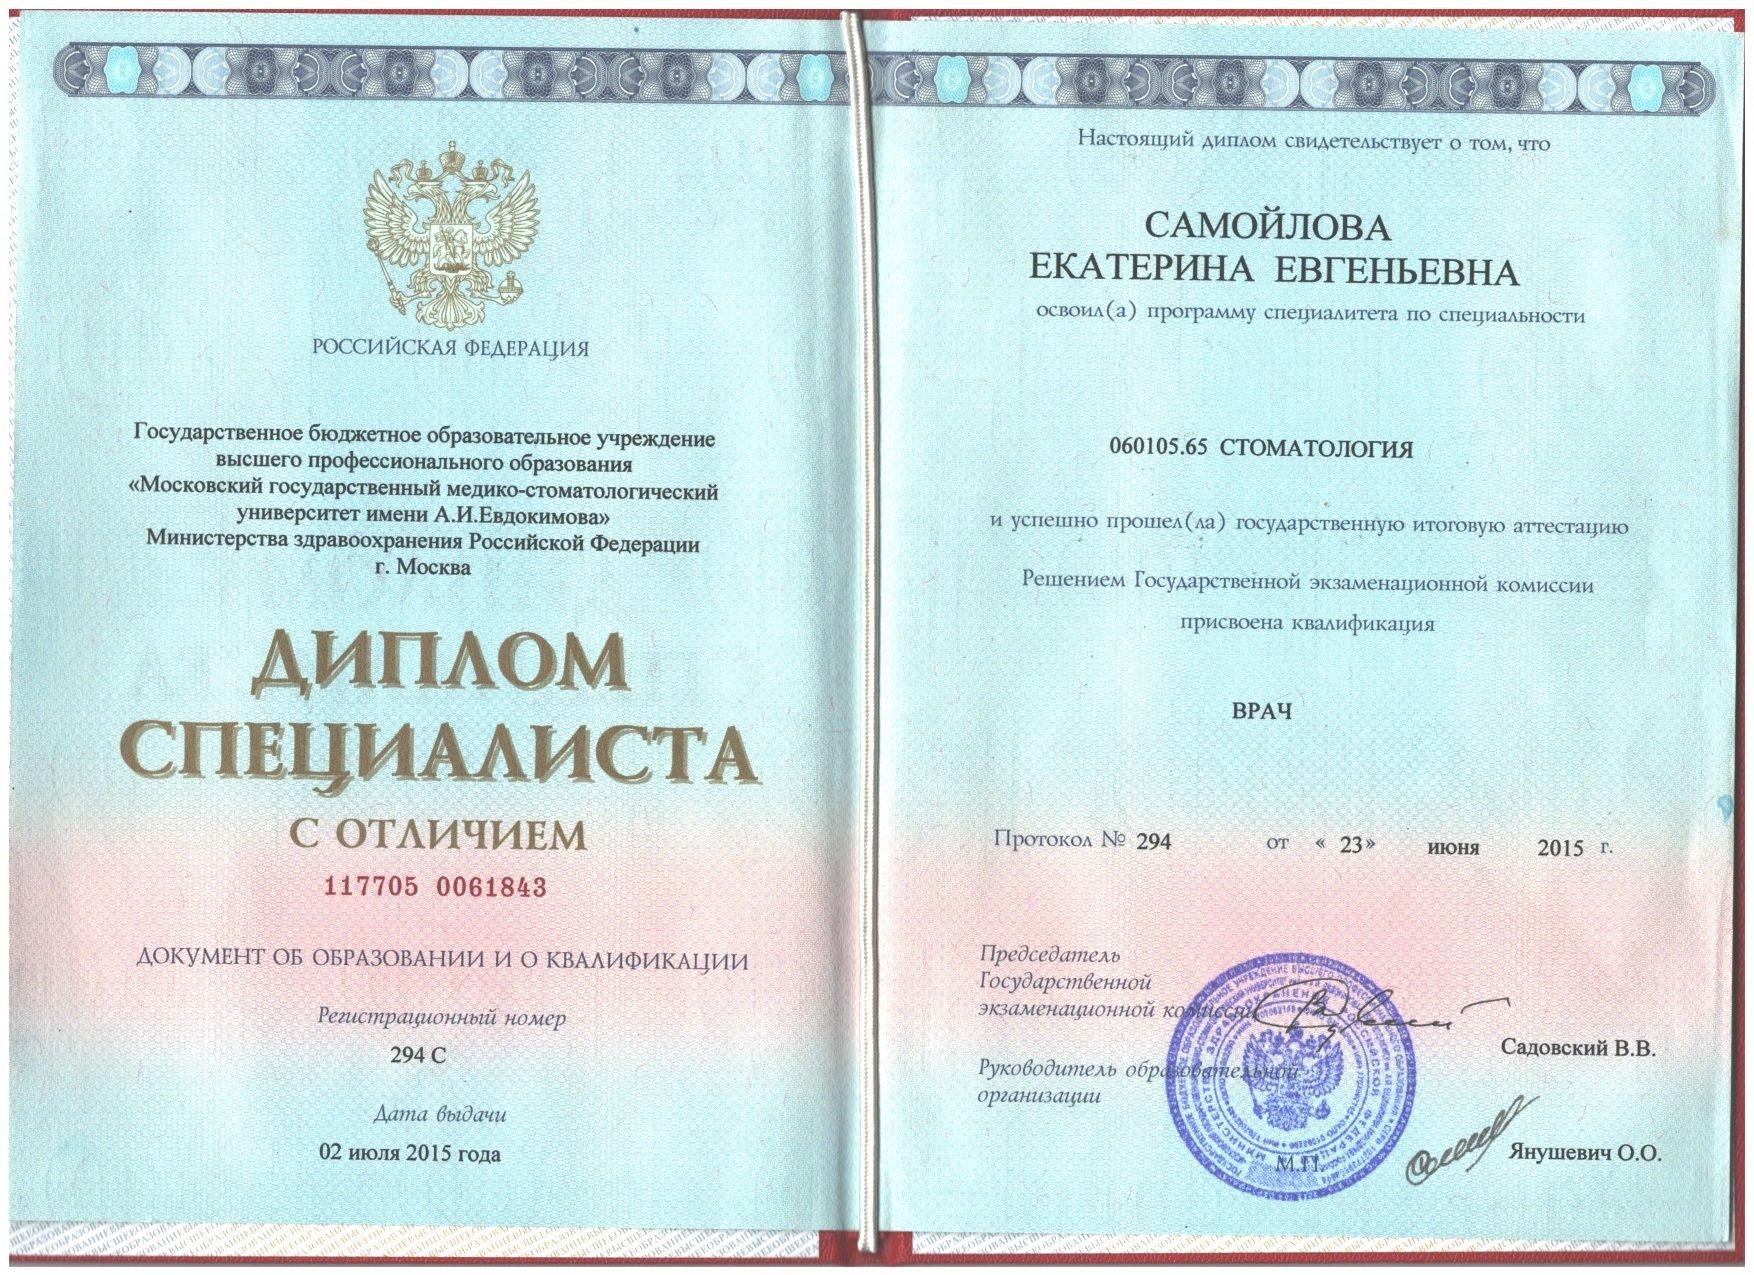 РОССИЙСКАЯ ФЕДЕРАЦИЯ
Государственное бюджетное образовательное учреждение
высшего профессионального образования
«Московский государственный медико-стоматологический
университет имени А.И.Евдокимова»
Министерства здравоохранения Российской Федерации
г. Москва
ДИПЛОМ
СПЕЦИАЛИСТА
С ОТЛИЧИЕМ
117705 0061843
ДОКУМЕНТ ОБ ОБРАЗОВАНИИ И О КВАЛИФИКАЦИИ
Регистрационный номер
294 С
Дата выдачи
02 июля 2015 года
Настоящий диплом свидетельствует о том, что
САМОЙЛОВА
ЕКАТЕРИНА ЕВГЕНЬЕВНА
освоил(а) программу специалитета по специальности
060105.65 СТОМАТОЛОГИЯ
и успешно прошел(ла) государственную итоговую аттестацию
Решением Государственной экзаменационной комиссии
присвоена квалификация
ВРАЧ
Протокол № 294 от « 23» июня 2015 г.
Председатель
Государственной
экзаменационной комиссии
Садовский В.В.
Руководитель образовательной
организации
Янушевич О.О.
М.П.